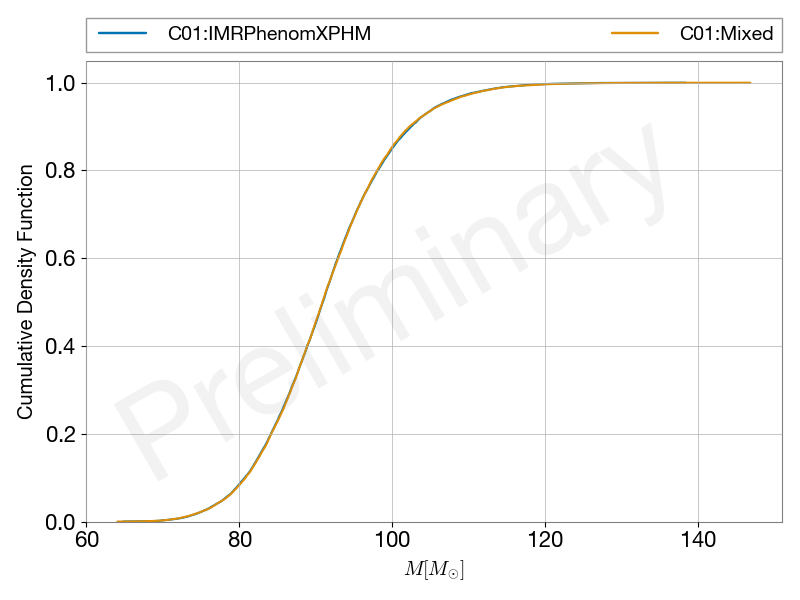 C01:IMRPhenomXPHM C01:Mixed
1.0
0.8
0.6
0.4
0.2
0.0
Cumulative Density Function
Preliminary
60 80 100 120 140
M[M⊙]